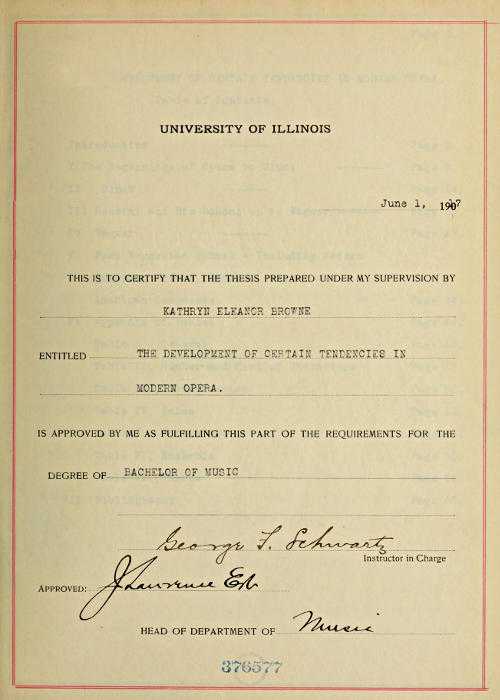 UNIVERSITY OF ILLINOIS
June 1, 1917
THIS IS TO CERTIFY THAT THE THESIS PREPARED UNDER MY SUPERVISION BY
KATHRYN ELEANOR BROWNE
ENTITLED THE DEVELOPMENT OF CERTAIN TENDENCIES IN
MODERN OPERA.
IS APPROVED BY ME AS FULFILLING THIS PART OF THE REQUIREMENTS FOR THE
DEGREE OF BACHELOR OF MUSIC
George F. Schwartz
Instructor in Charge
APPROVED: J Lawrence Erb
HEAD OF DEPARTMENT OF Music
376577